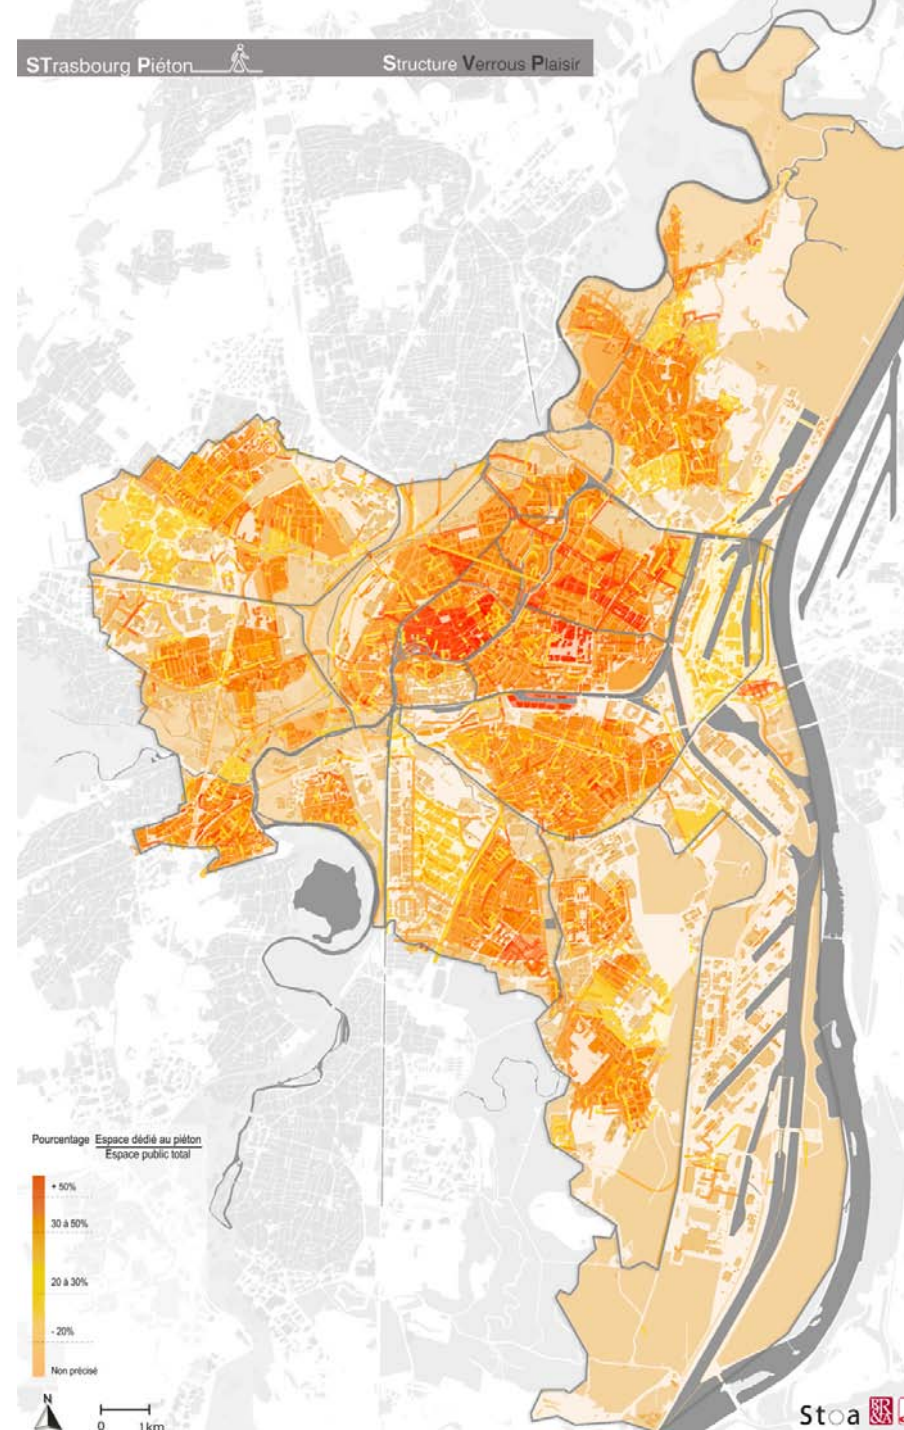 STrasbourg Piéton
Structure Verrous Plaisir
Pourcentage Espace dédié au piéton
Espace public total
+ 50%
30 à 50%
20 à 30%
- 20%
Non précisé
N
0 1km
Stoa BR&A